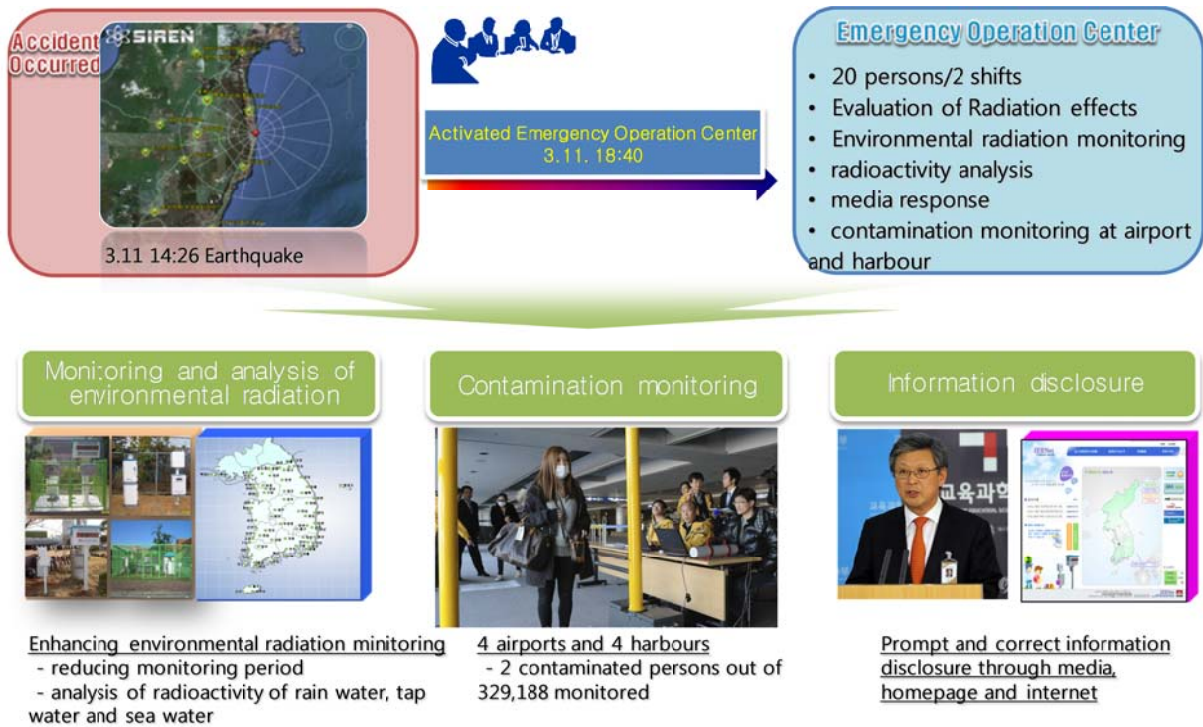 Accident
Occurred
SIREN
3.11 14:26 Earthquake
Activated Emergency Operation Center
3.11. 18:40
Emergency Operation Center
• 20 persons/2 shifts
• Evaluation of Radiation effects
• Environmental radiation monitoring
• radioactivity analysis
• media response
• contamination monitoring at airport
and harbour
Monitoring and analysis of
environmental radiation
Contamination monitoring
Information disclosure
교육과학
Enhancing environmental radiation minitoring
- reducing monitoring period
- analysis of radioactivity of rain water, tap
water and sea water
4 airports and 4 harbours
- 2 contaminated persons out of
329,188 monitored
Prompt and correct information
disclosure through media,
homepage and internet